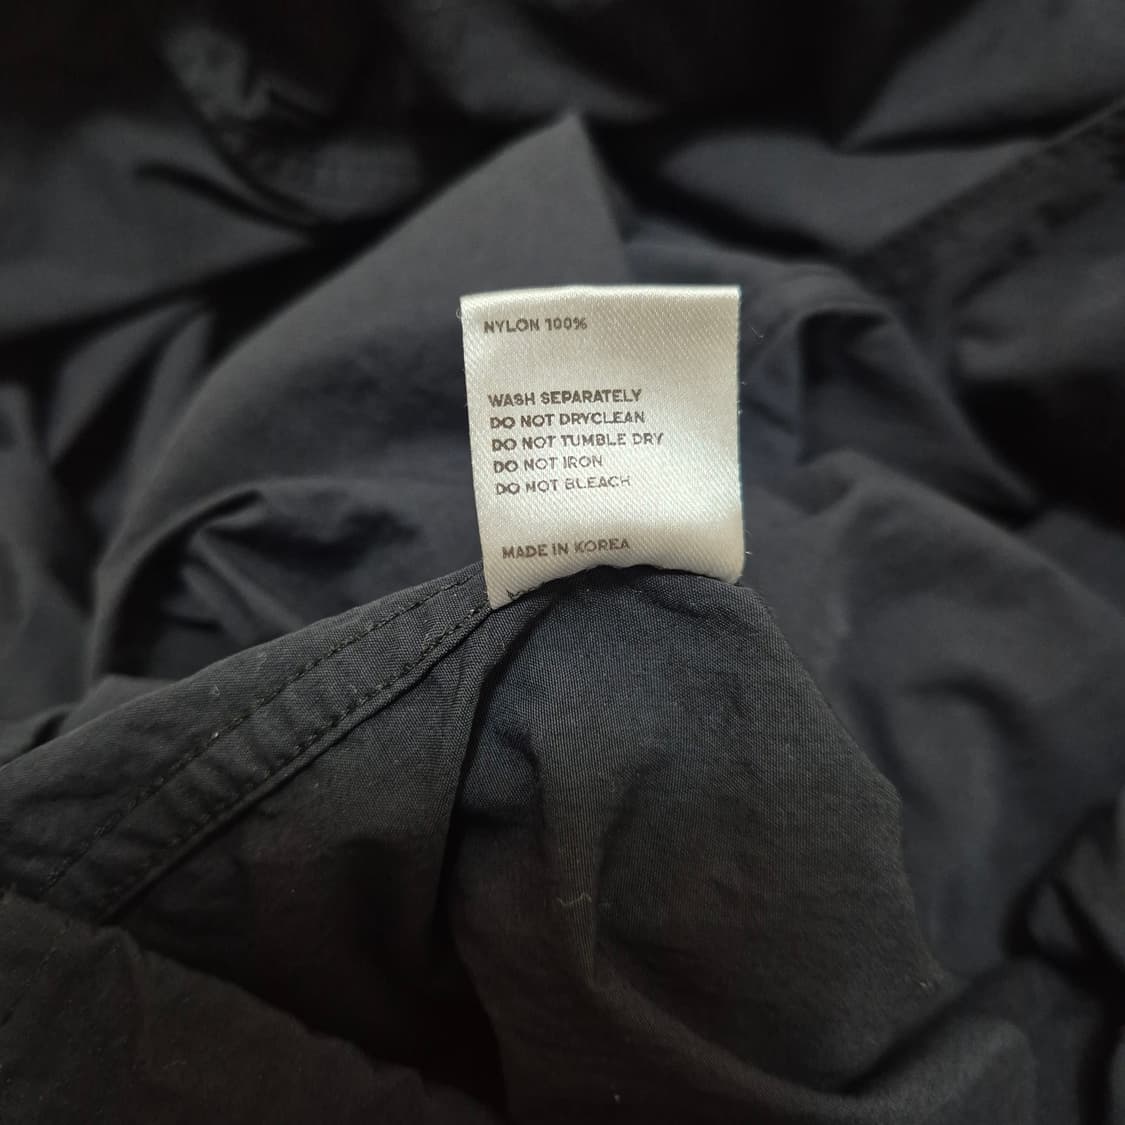 NYLON 100%
WASH SEPARATELY
DO NOT DRYCLEAN
DO NOT TUMBLE DRY
DO NOT IRON
DO NOT BLEACH
MADE IN KOREA